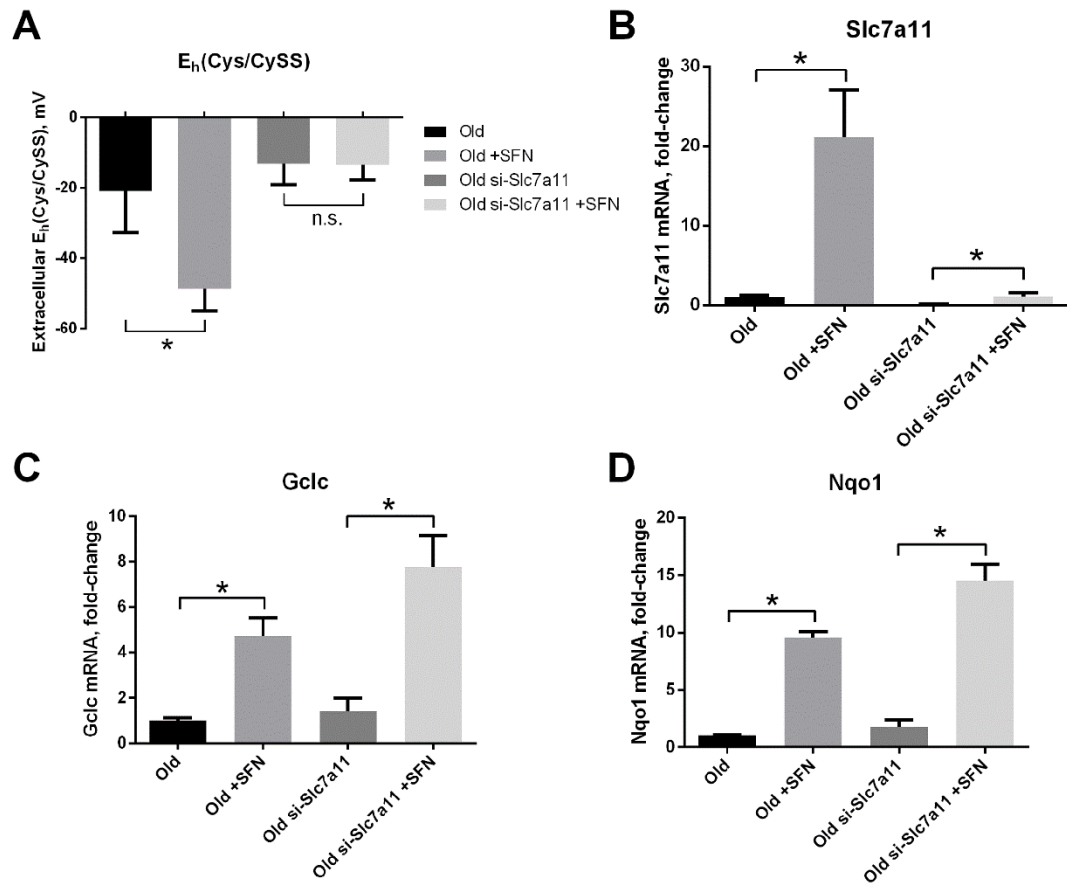 A
Eh(Cys/CySS)
Extracellular Eh(Cys/CySS), mV
0
-20
-40
-60
*
n.s.
Old
Old +SFN
Old si-Slc7a11
Old si-Slc7a11 +SFN
B
Slc7a11
Slc7a11 mRNA, fold-change
30
20
10
0
*
*
Old
Old +SFN
Old si-Slc7a11
Old si-Slc7a11 +SFN
C
Gclc
Gclc mRNA, fold-change
10
8
6
4
2
0
*
*
Old
Old +SFN
Old si-Slc7a11
Old si-Slc7a11 +SFN
D
Nqo1
Nqo1 mRNA, fold-change
20
15
10
5
0
*
*
Old
Old +SFN
Old si-Slc7a11
Old si-Slc7a11 +SFN